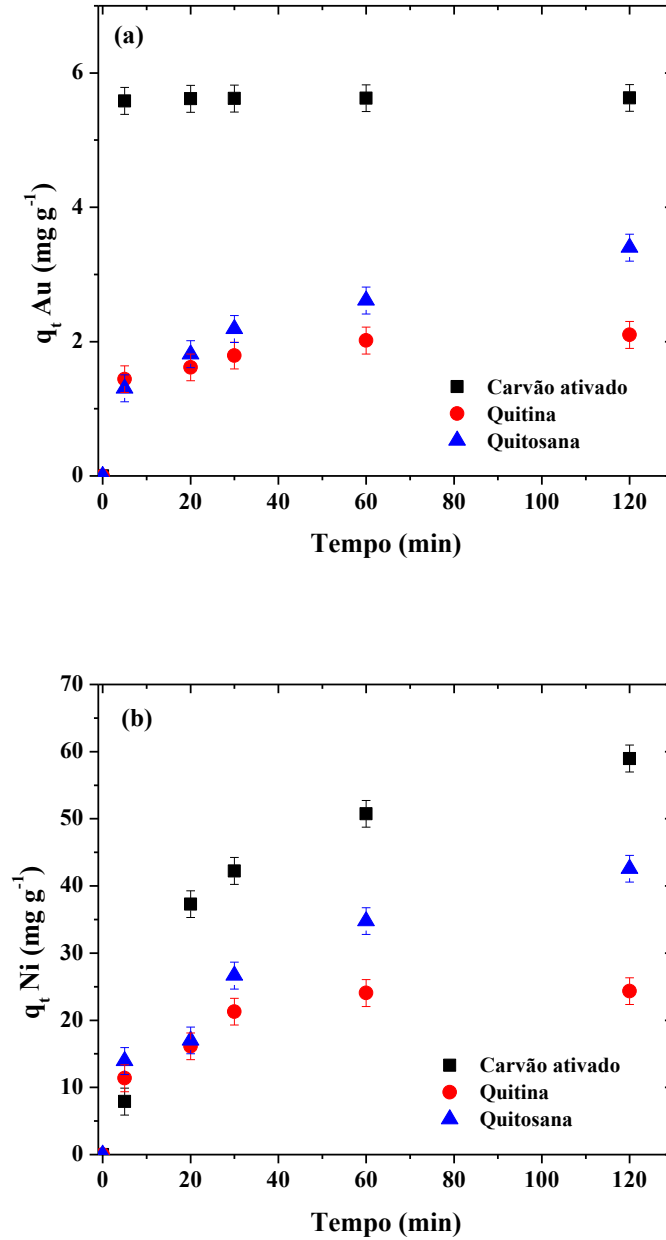 (a)
6
4
2
0
q_t Au (mg g^-1)
Carvão ativado
Quitina
Quitosana
0 20 40 60 80 100 120
Tempo (min)
(b)
70
60
50
40
30
20
10
0
q_t Ni (mg g^-1)
Carvão ativado
Quitina
Quitosana
0 20 40 60 80 100 120
Tempo (min)